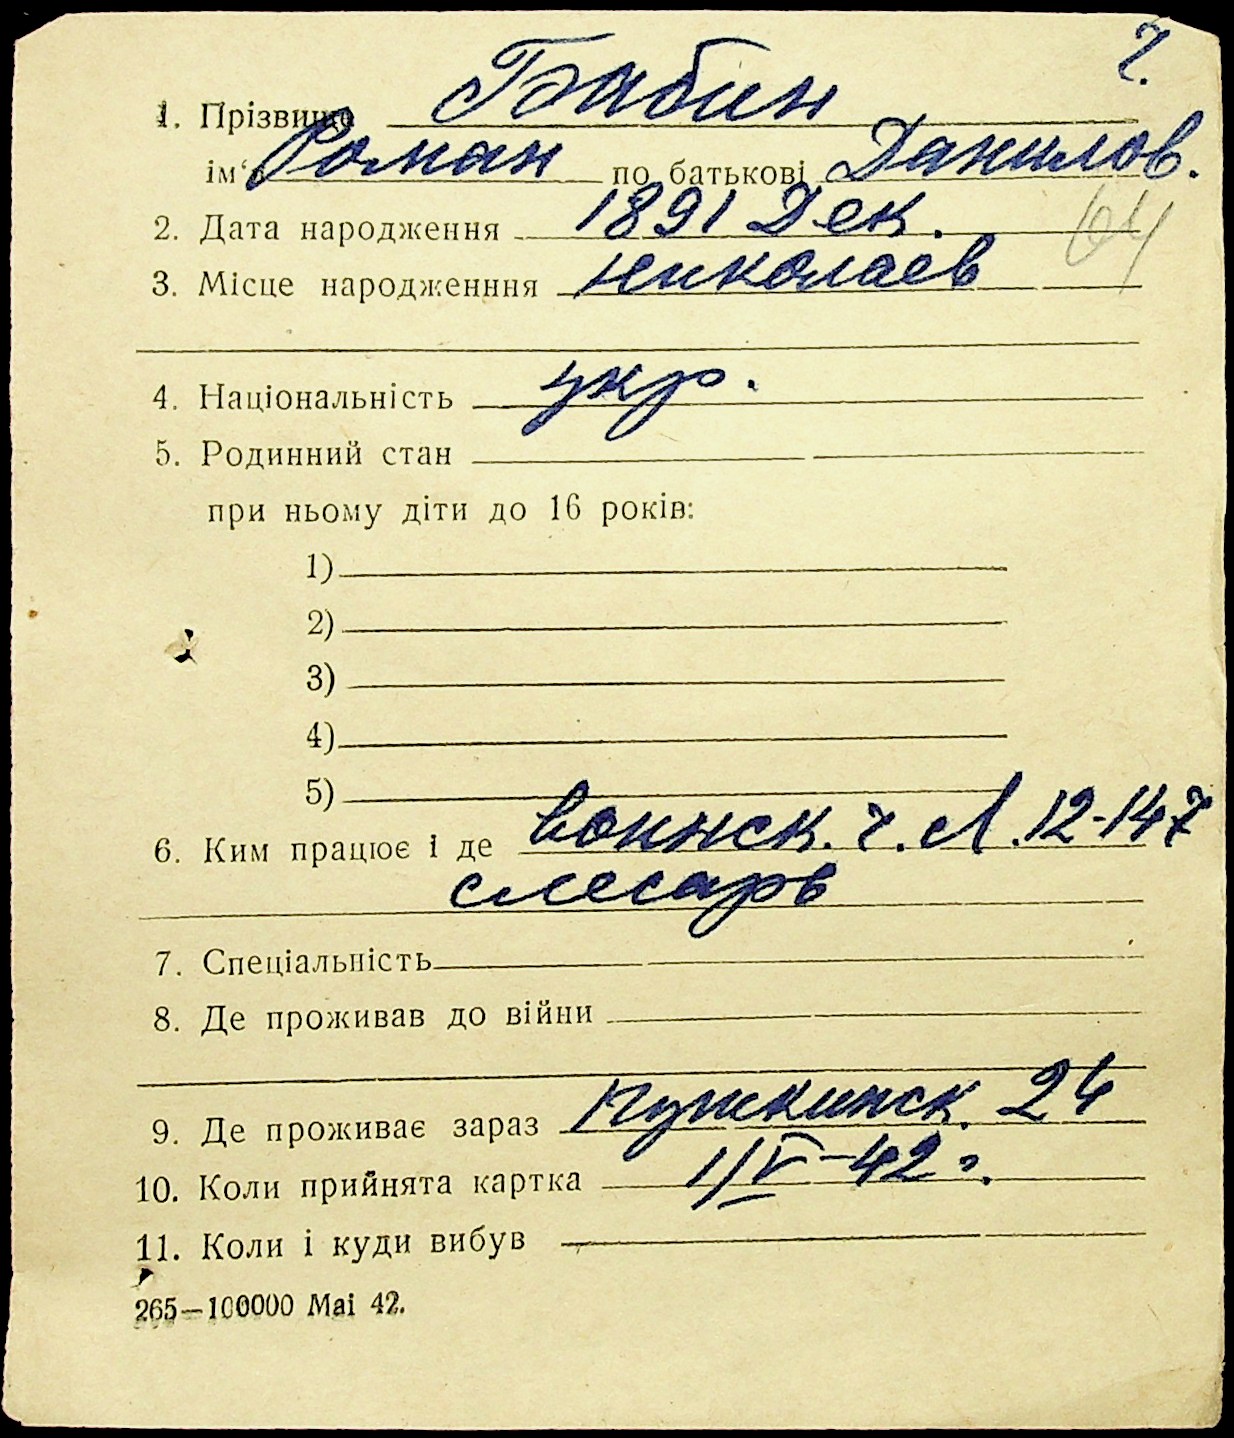 г.
1. Прізвище Бабин
ім‘я Роман по батькові Данилов.
2. Дата народження 1891 Дек.
64
3. Місце народженння Николаев
4. Національність укр.
5. Родинний стан
при ньому діти до 16 років:
1)
2)
3)
4)
5)
6. Ким працює і де воинск. ч. Л. 12-147
слесарь
7. Спеціальність
8. Де проживав до війни
9. Де проживає зараз Пушкинск. 24
10. Коли прийнята картка 1/V-42 г.
11. Коли і куди вибув
265—100000 Mai 42.